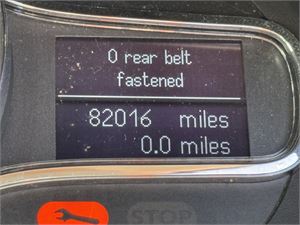 0 rear belt
fastened
82016 miles
0.0 miles
STOP